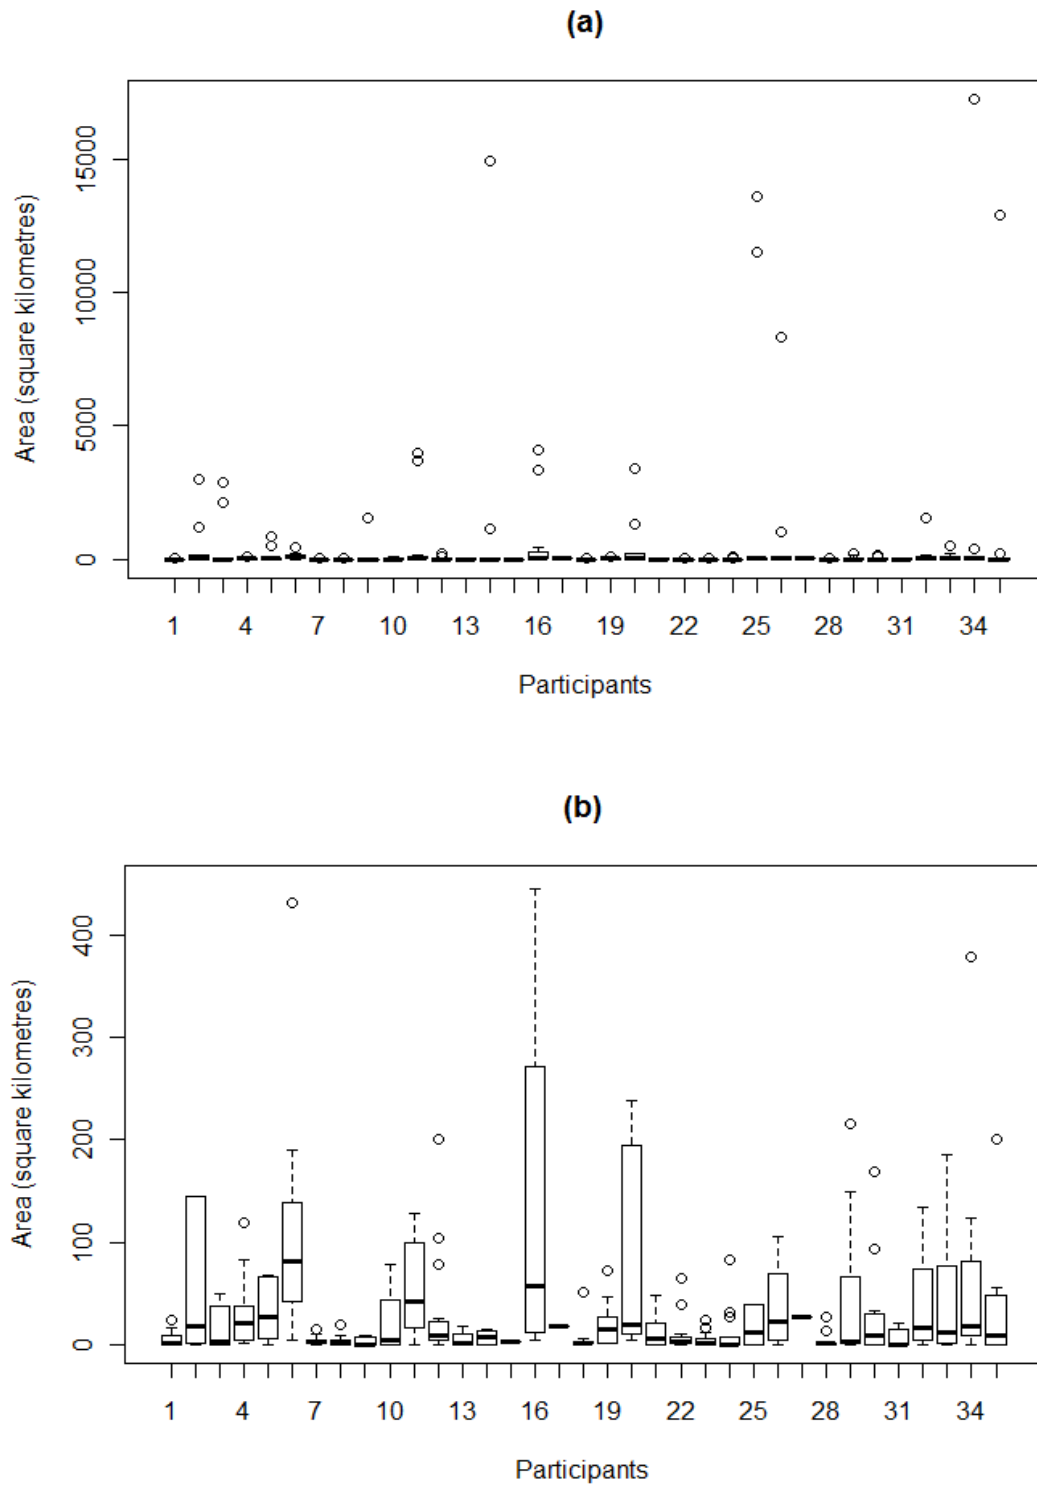 (a)
Area (square kilometres)
0 5000 10000 15000
1 4 7 10 13 16 19 22 25 28 31 34
Participants
(b)
Area (square kilometres)
0 100 200 300 400
1 4 7 10 13 16 19 22 25 28 31 34
Participants